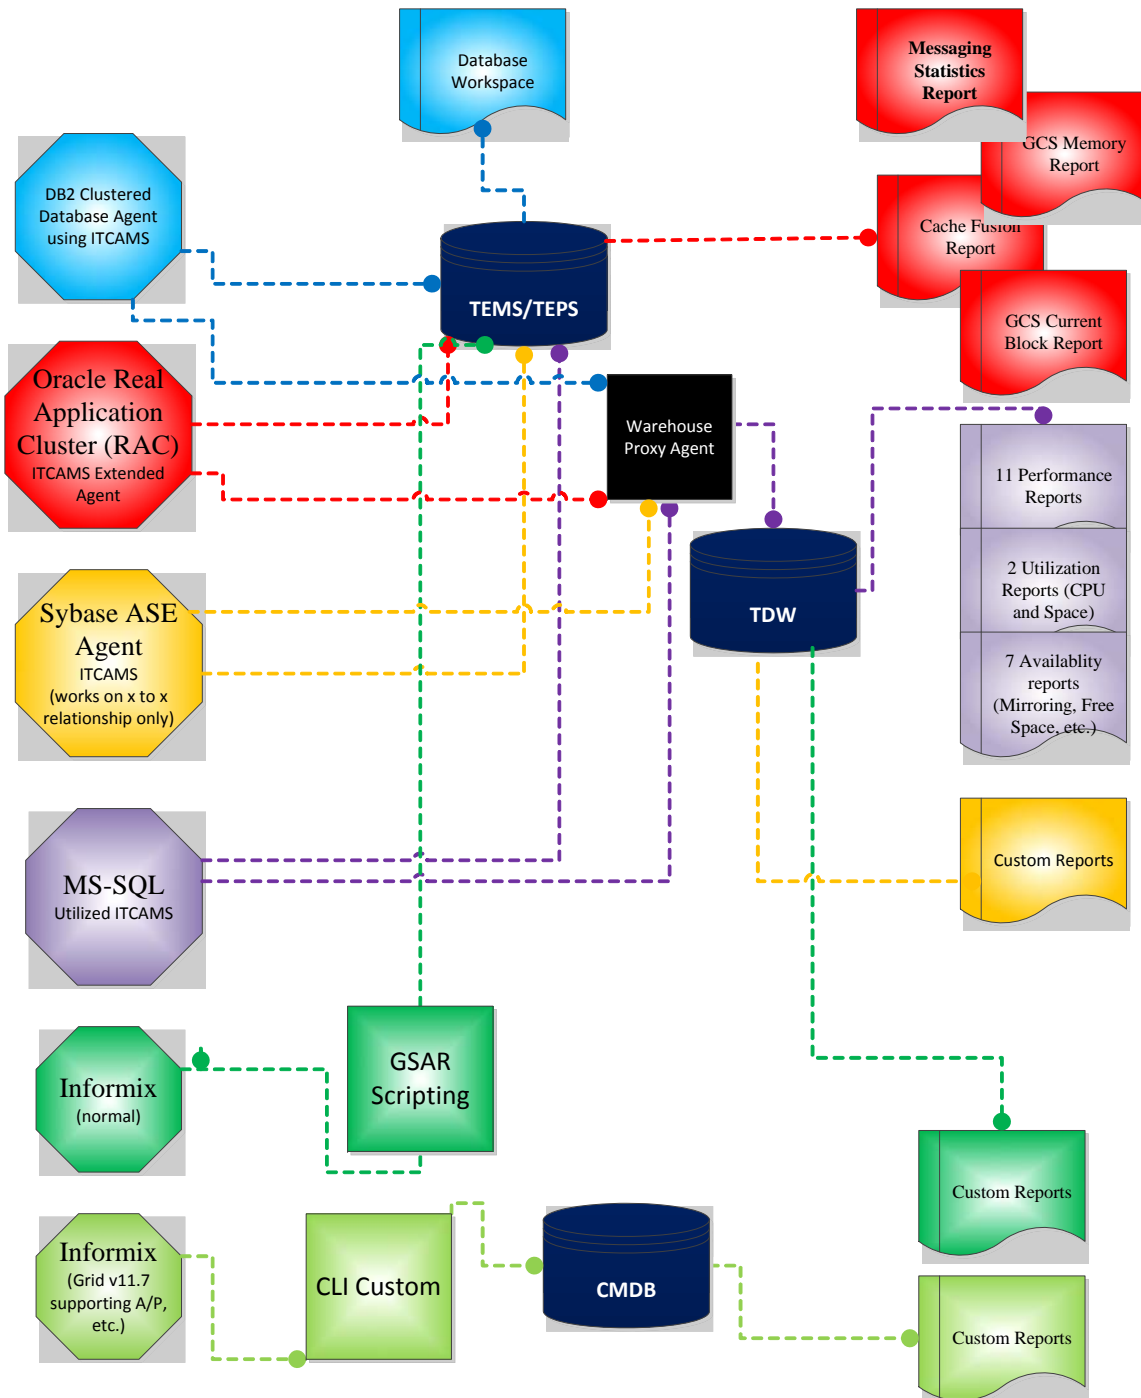 Database
Workspace
Messaging
Statistics
Report
GCS Memory
Report
Cache Fusion
Report
GCS Current
Block Report
DB2 Clustered
Database Agent
using ITCAMS
TEMS/TEPS
Oracle Real
Application
Cluster (RAC)
ITCAMS Extended
Agent
Warehouse
Proxy Agent
11 Performance
Reports
2 Utilization
Reports (CPU
and Space)
7 Availablity
reports
(Mirroring, Free
Space, etc.)
TDW
Sybase ASE
Agent
ITCAMS
(works on x to x
relationship only)
Custom Reports
MS-SQL
Utilized ITCAMS
GSAR
Scripting
Informix
(normal)
Custom Reports
Informix
(Grid v11.7
supporting A/P,
etc.)
CLI Custom
CMDB
Custom Reports